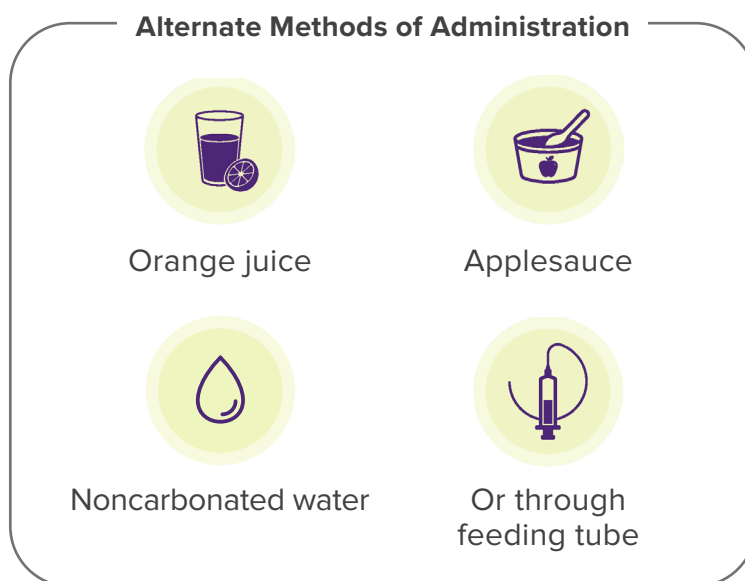 Alternate Methods of Administration
Orange juice
Applesauce
Noncarbonated water
Or through
feeding tube